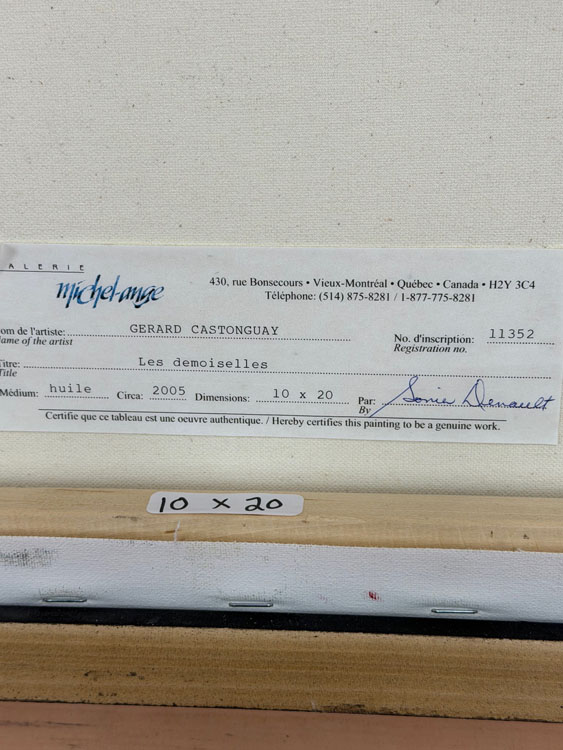 ALERIE
michel-ange
430, rue Bonsecours • Vieux-Montréal • Québec • Canada • H2Y 3C4
Téléphone: (514) 875-8281 / 1-877-775-8281
om de l'artiste: GERARD CASTONGUAY No. d'inscription: 11352
ame of the artist Registration no.
itre: Les demoiselles
itle
Médium: huile Circa: 2005 Dimensions: 10 x 20 Par: Sonia Denault
By
Certifie que ce tableau est une oeuvre authentique. / Hereby certifies this painting to be a genuine work.
10 x 20